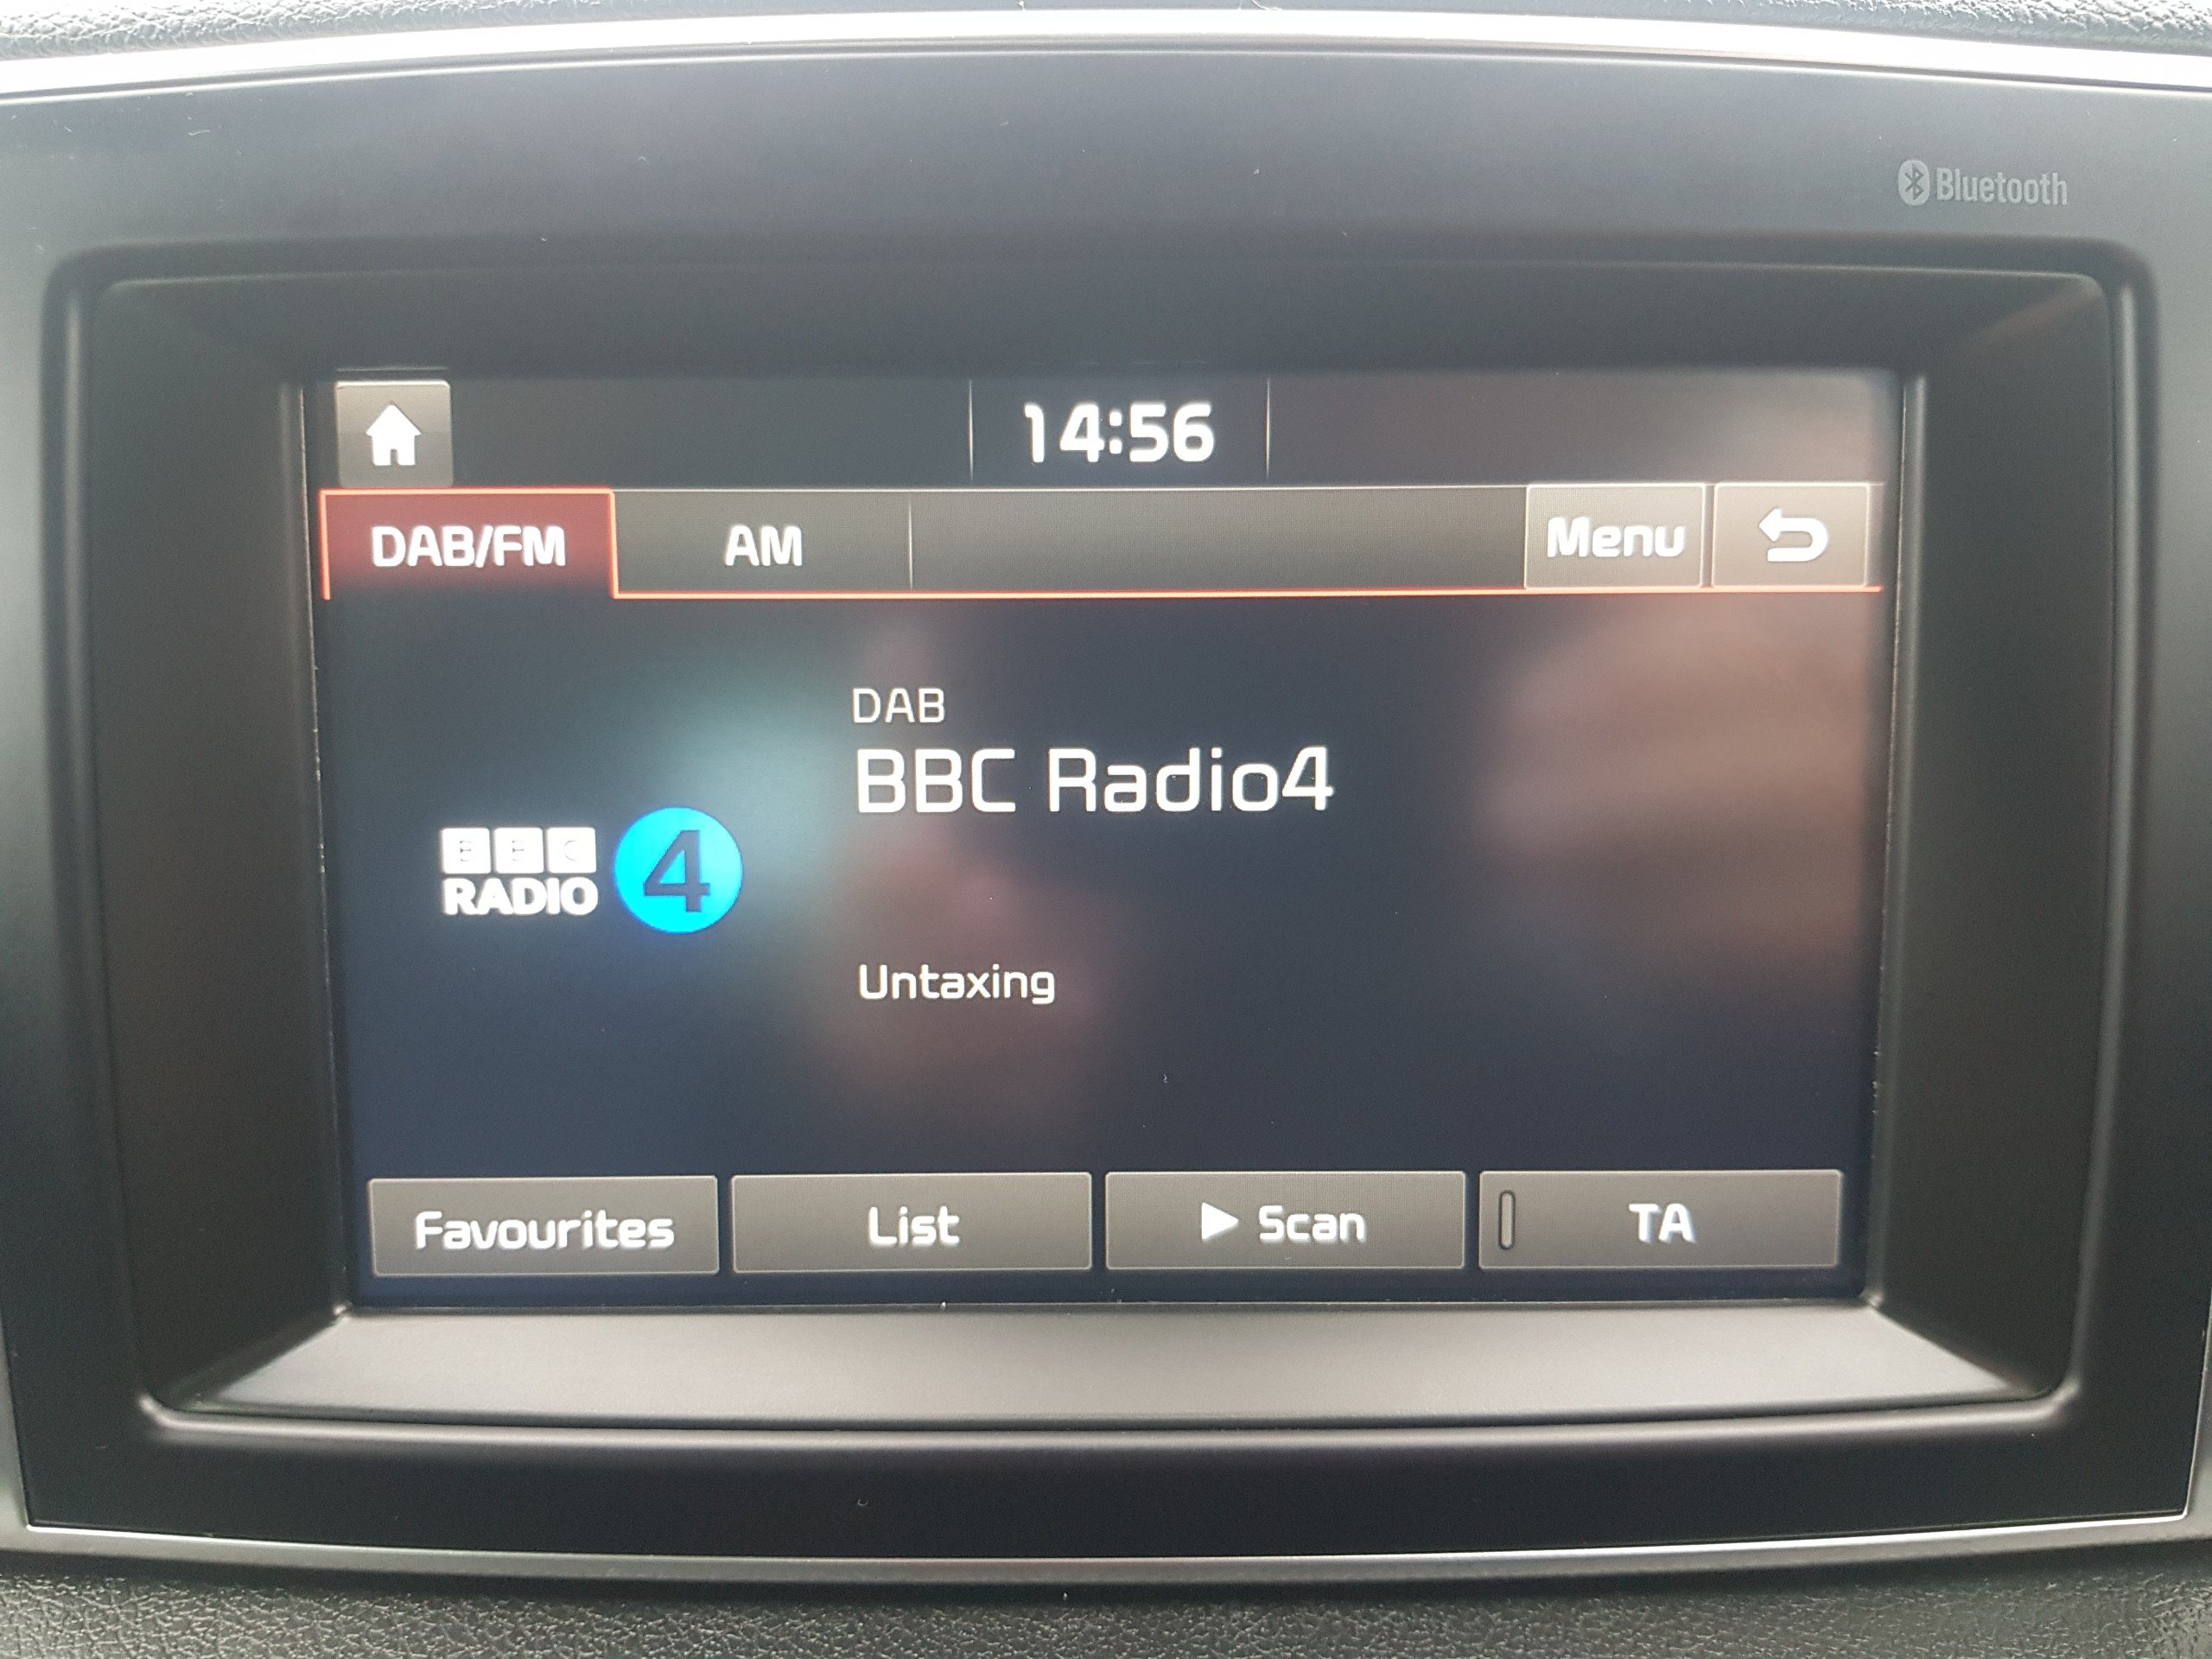 Bluetooth
14:56
DAB/FM AM Menu
DAB
BBC Radio4
BBC
RADIO 4
Untaxing
Favourites List Scan TA